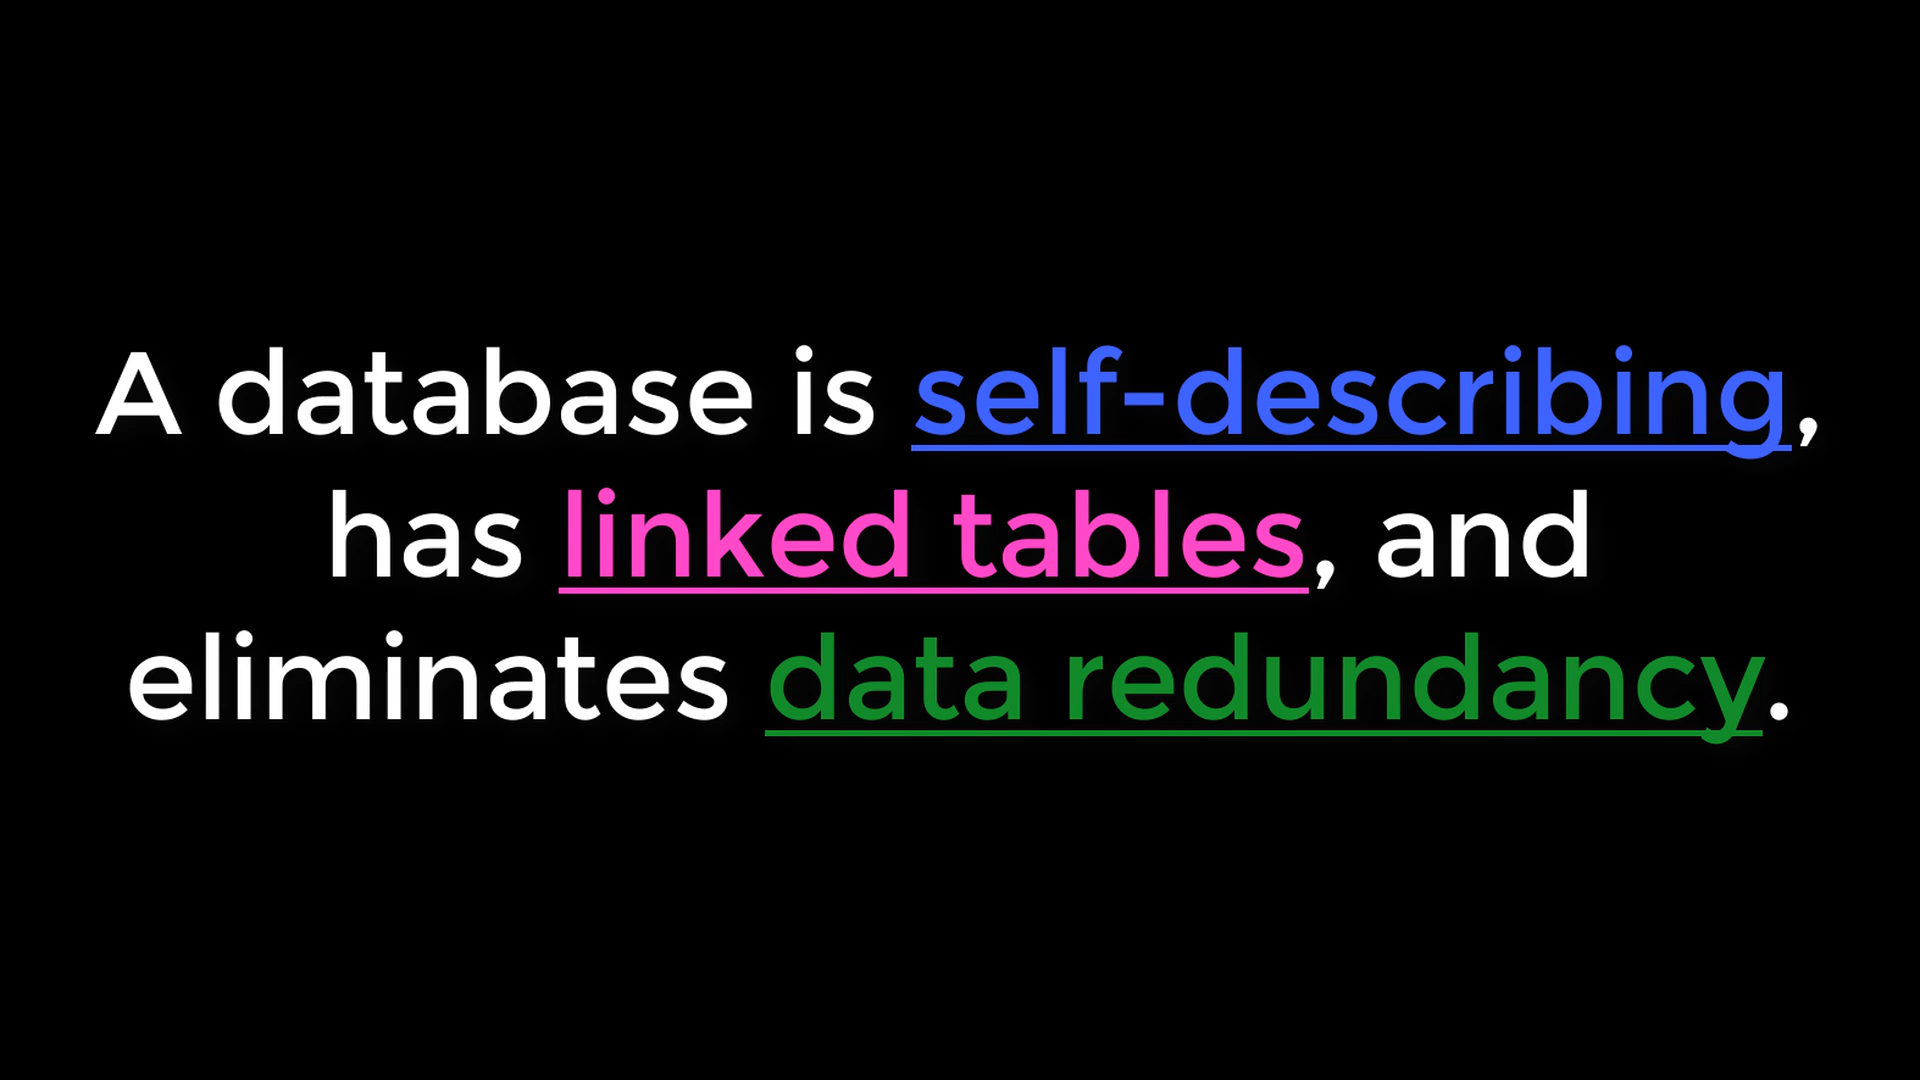 A database is self-describing,
has linked tables, and
eliminates data redundancy.